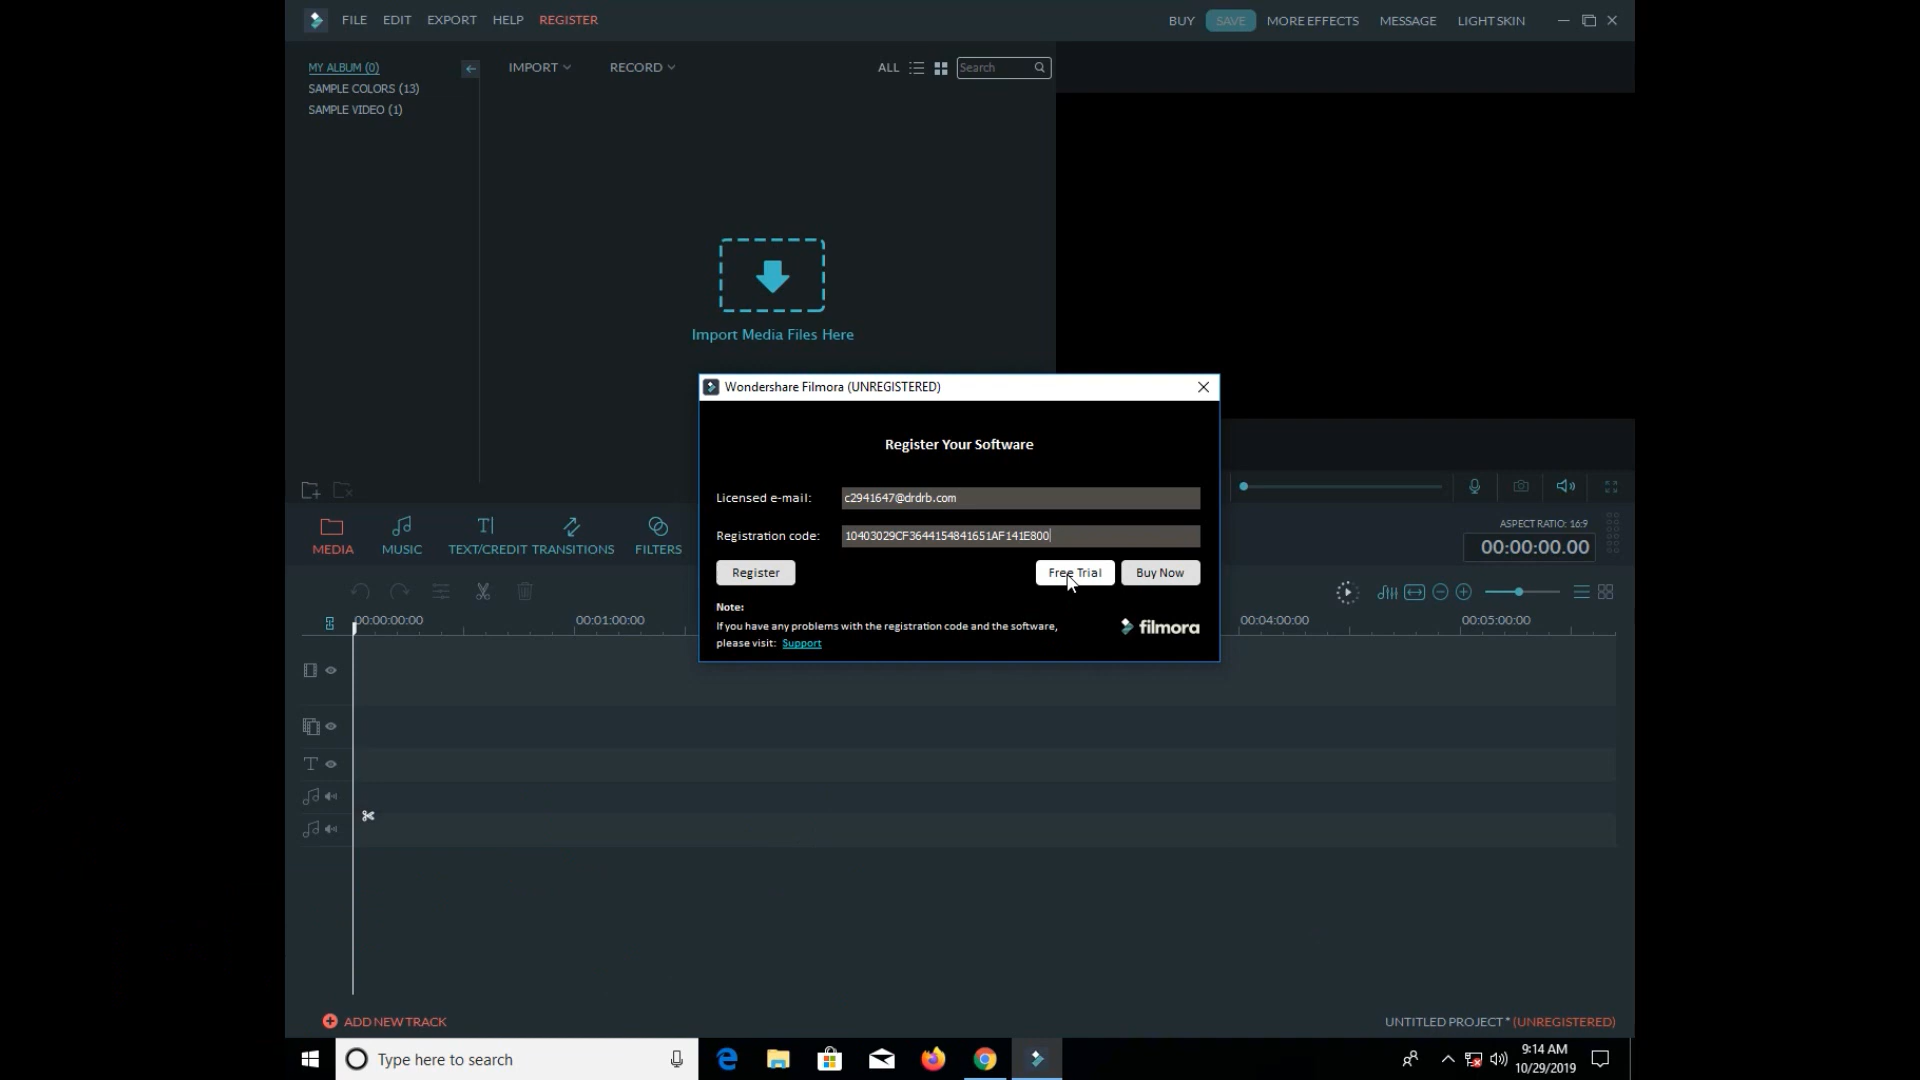 FILE EDIT EXPORT HELP REGISTER BUY SAVE MORE EFFECTS MESSAGE LIGHT SKIN
MY ALBUM (0) IMPORT RECORD ALL Search
SAMPLE COLORS (13)
SAMPLE VIDEO (1)
Import Media Files Here
Wondershare Filmora (UNREGISTERED)
Register Your Software
Licensed e-mail: c2941647@drdrb.com
Registration code: 10403029CF3644154841651AF141E800
Register Free Trial Buy Now
Note:
If you have any problems with the registration code and the software,
please visit: Support
filmora
MEDIA MUSIC TEXT/CREDIT TRANSITIONS FILTERS
ASPECT RATIO: 16:9
00:00:00.00
00:00:00:00 00:01:00:00 00:04:00:00 00:05:00:00
ADD NEW TRACK UNTITLED PROJECT * (UNREGISTERED)
Type here to search
9:14 AM
10/29/2019